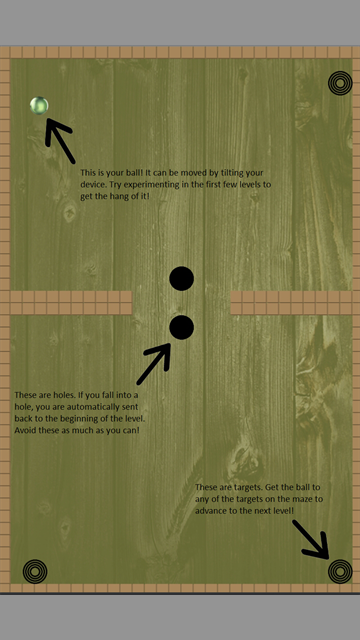 This is your ball! It can be moved by tilting your
device. Try experimenting in the first few levels to
get the hang of it!
These are holes. If you fall into a
hole, you are automatically sent
back to the beginning of the level.
Avoid these as much as you can!
These are targets. Get the ball to
any of the targets on the maze to
advance to the next level!